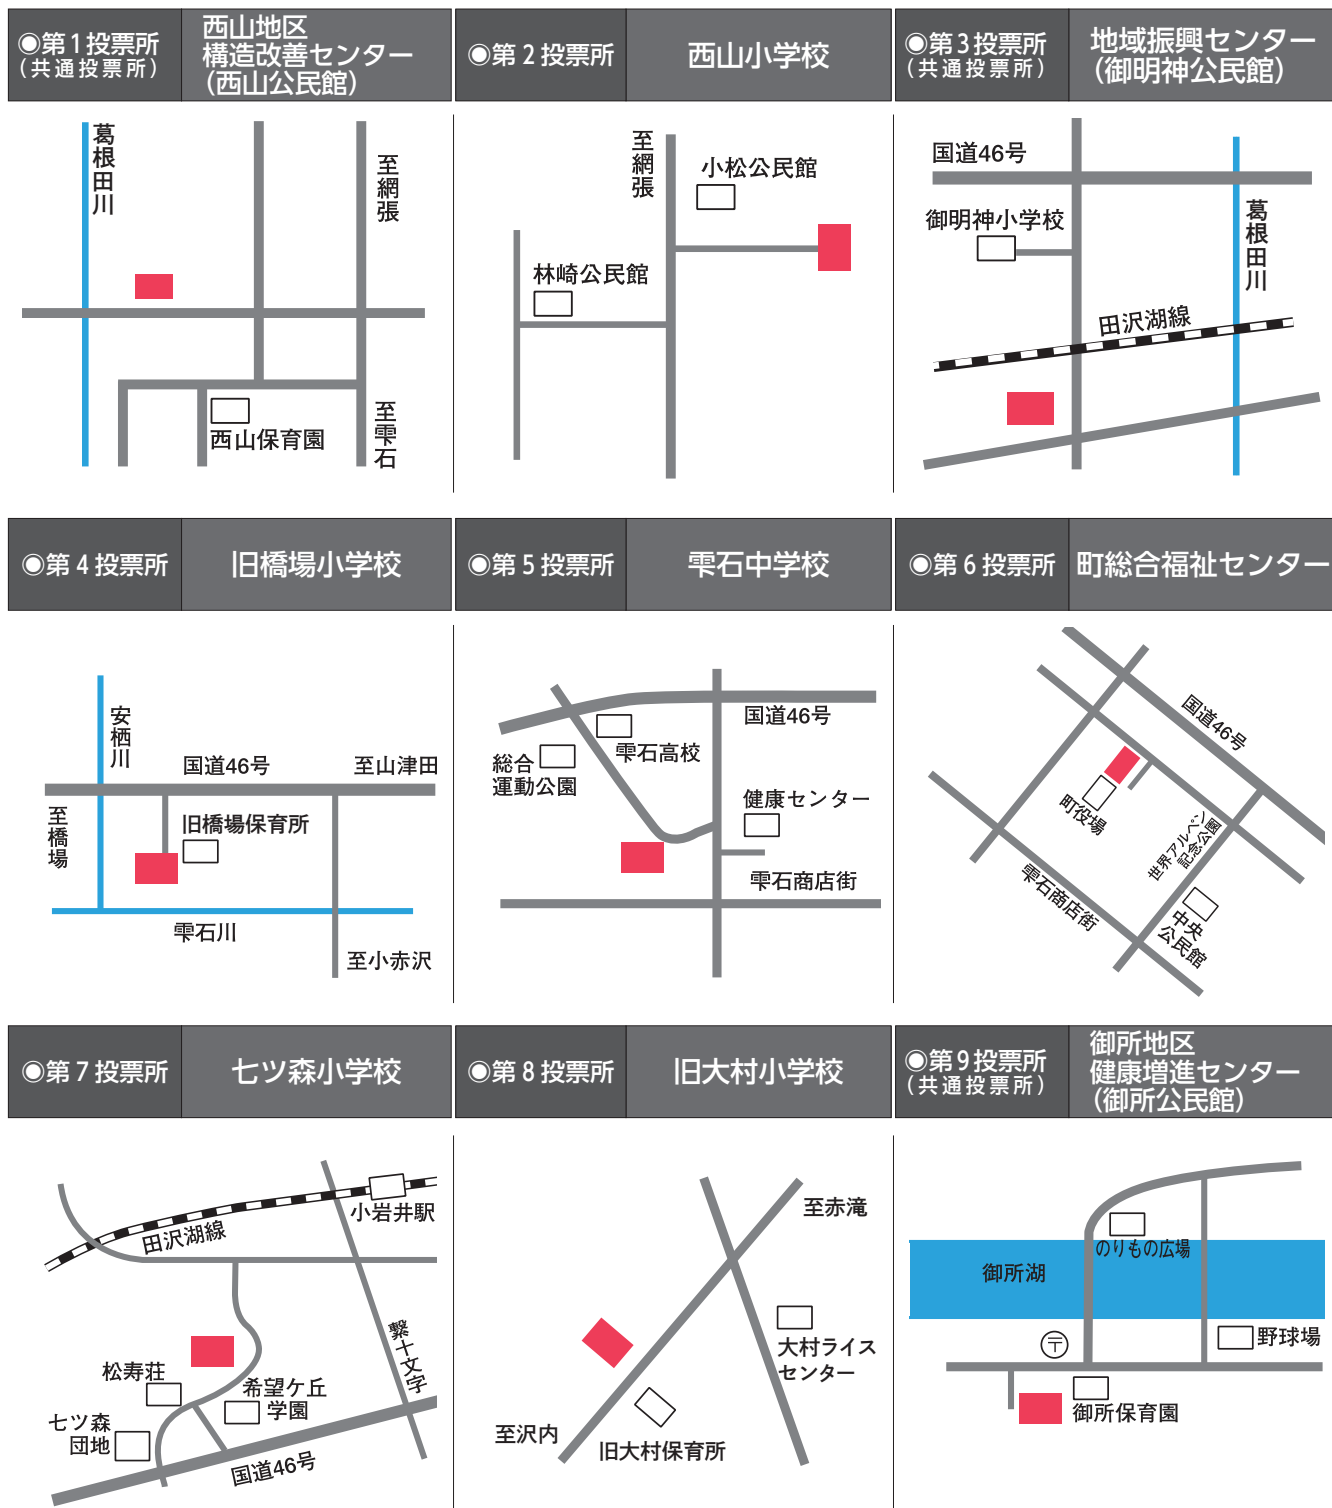 ◉第1投票所
(共通投票所)
西山地区
構造改善センター
(西山公民館)
葛根田川
至網張
至雫石
西山保育園
◉第2投票所
西山小学校
至網張
小松公民館
林崎公民館
◉第3投票所
(共通投票所)
地域振興センター
(御明神公民館)
国道46号
御明神小学校
葛根田川
田沢湖線
◉第4投票所
旧橋場小学校
安栖川
国道46号
至山津田
至橋場
旧橋場保育所
雫石川
至小赤沢
◉第5投票所
雫石中学校
国道46号
雫石高校
総合
運動公園
健康センター
雫石商店街
◉第6投票所
町総合福祉センター
国道46号
町役場
世界アルペン
記念公園
雫石商店街
中央
公民館
◉第7投票所
七ツ森小学校
小岩井駅
田沢湖線
繋十文字
松寿荘
希望ケ丘
学園
七ツ森
団地
国道46号
◉第8投票所
旧大村小学校
至赤滝
大村ライス
センター
至沢内
旧大村保育所
◉第9投票所
(共通投票所)
御所地区
健康増進センター
(御所公民館)
のりもの広場
御所湖
〒
野球場
御所保育園